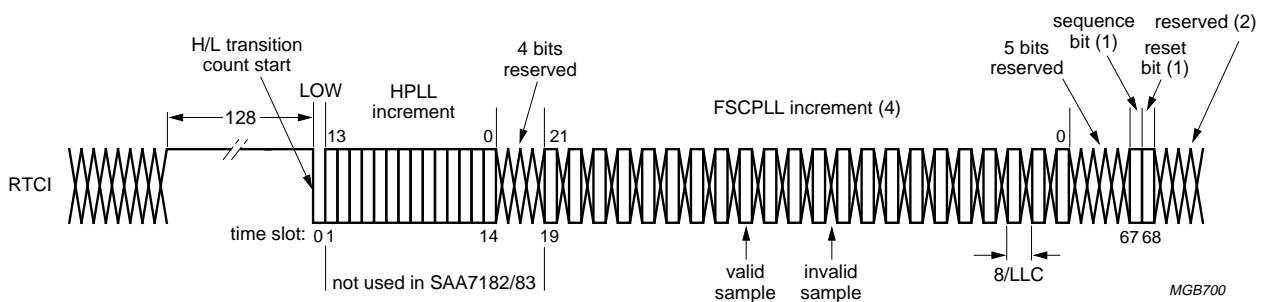 H/L transition
count start
LOW
128
HPLL
increment
13
0
4 bits
reserved
21
FSCPLL increment (4)
0
5 bits
reserved
sequence
bit (1)
reset
bit (1)
reserved (2)
RTCI
time slot:
0 1
14
19
67 68
not used in SAA7182/83
valid
sample
invalid
sample
8/LLC
MGB700